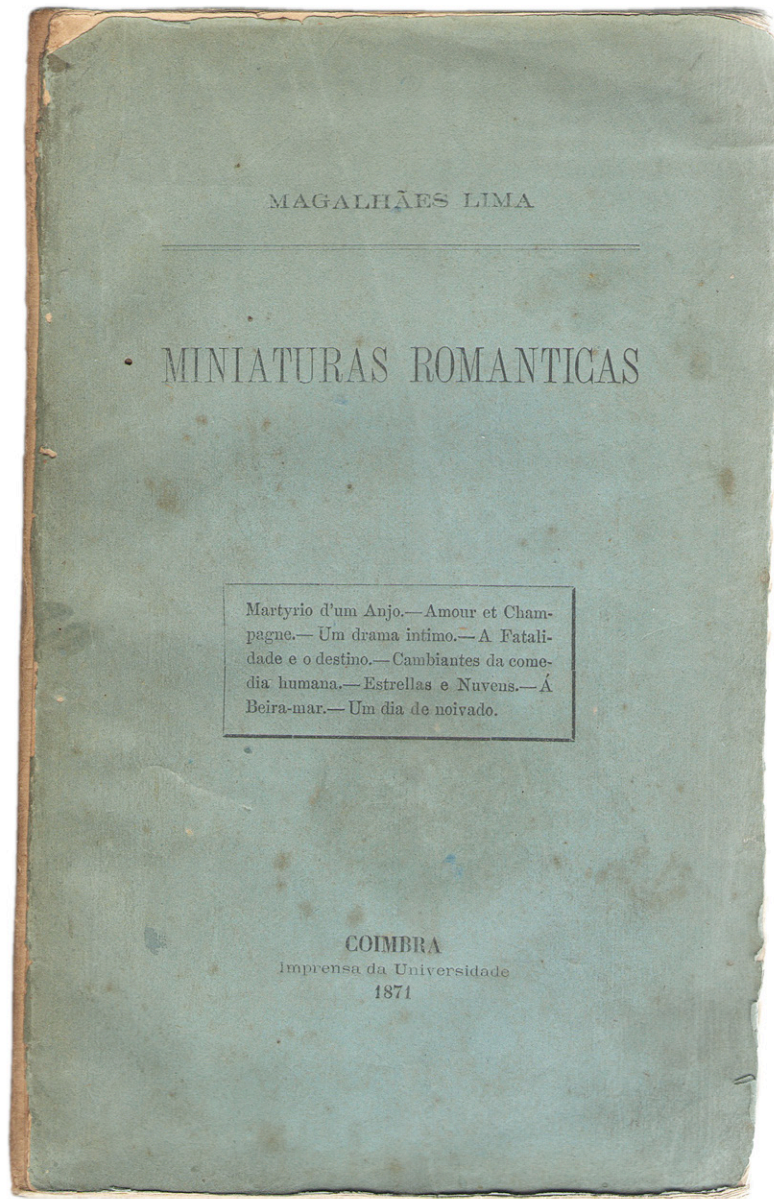 MAGALHÃES LIMA
MINIATURAS ROMANTICAS
Martyrio d'um Anjo.—Amour et Cham-
pagne.— Um drama intimo.— A Fatali-
dade e o destino.— Cambiantes da come-
dia humana.—Estrellas e Nuvens.—Á
Beira-mar.— Um dia de noivado.
COIMBRA
Imprensa da Universidade
1871